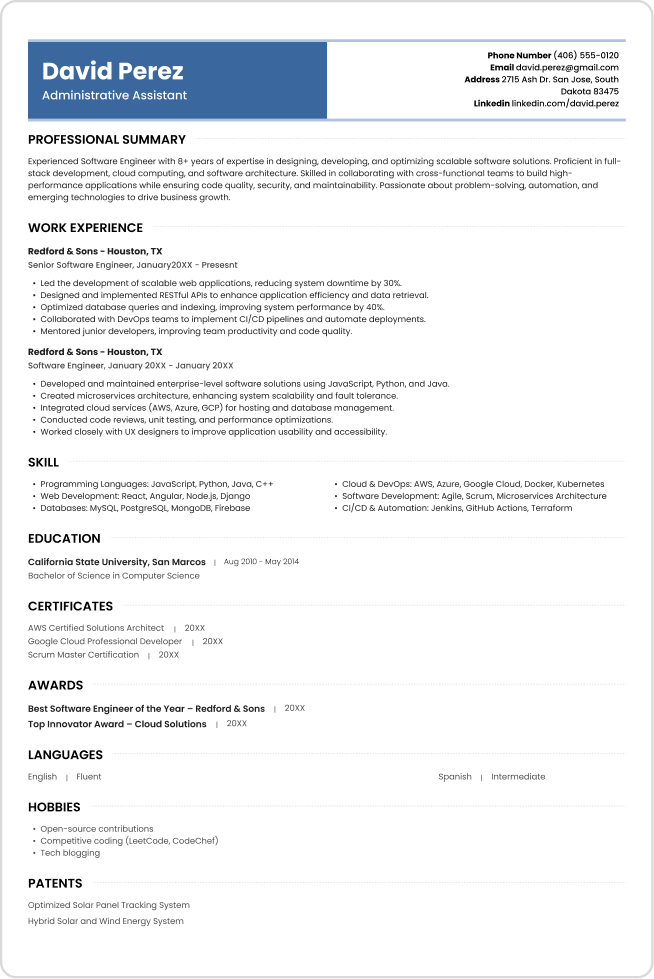 David Perez
Administrative Assistant
Phone Number (406) 555-0120
Email david.perez@gmail.com
Address 2715 Ash Dr. San Jose, South
Dakota 83475
Linkedin linkedin.com/david.perez
PROFESSIONAL SUMMARY
Experienced Software Engineer with 8+ years of expertise in designing, developing, and optimizing scalable software solutions. Proficient in full-
stack development, cloud computing, and software architecture. Skilled in collaborating with cross-functional teams to build high-
performance applications while ensuring code quality, security, and maintainability. Passionate about problem-solving, automation, and
emerging technologies to drive business growth.
WORK EXPERIENCE
Redford & Sons - Houston, TX
Senior Software Engineer, January20XX - Presesnt
• Led the development of scalable web applications, reducing system downtime by 30%.
• Designed and implemented RESTful APIs to enhance application efficiency and data retrieval.
• Optimized database queries and indexing, improving system performance by 40%.
• Collaborated with DevOps teams to implement CI/CD pipelines and automate deployments.
• Mentored junior developers, improving team productivity and code quality.
Redford & Sons - Houston, TX
Software Engineer, January 20XX - January 20XX
• Developed and maintained enterprise-level software solutions using JavaScript, Python, and Java.
• Created microservices architecture, enhancing system scalability and fault tolerance.
• Integrated cloud services (AWS, Azure, GCP) for hosting and database management.
• Conducted code reviews, unit testing, and performance optimizations.
• Worked closely with UX designers to improve application usability and accessibility.
SKILL
• Programming Languages: JavaScript, Python, Java, C++
• Web Development: React, Angular, Node.js, Django
• Databases: MySQL, PostgreSQL, MongoDB, Firebase
• Cloud & DevOps: AWS, Azure, Google Cloud, Docker, Kubernetes
• Software Development: Agile, Scrum, Microservices Architecture
• CI/CD & Automation: Jenkins, GitHub Actions, Terraform
EDUCATION
California State University, San Marcos | Aug 2010 - May 2014
Bachelor of Science in Computer Science
CERTIFICATES
AWS Certified Solutions Architect | 20XX
Google Cloud Professional Developer | 20XX
Scrum Master Certification | 20XX
AWARDS
Best Software Engineer of the Year – Redford & Sons | 20XX
Top Innovator Award – Cloud Solutions | 20XX
LANGUAGES
English | Fluent
Spanish | Intermediate
HOBBIES
• Open-source contributions
• Competitive coding (LeetCode, CodeChef)
• Tech blogging
PATENTS
Optimized Solar Panel Tracking System
Hybrid Solar and Wind Energy System